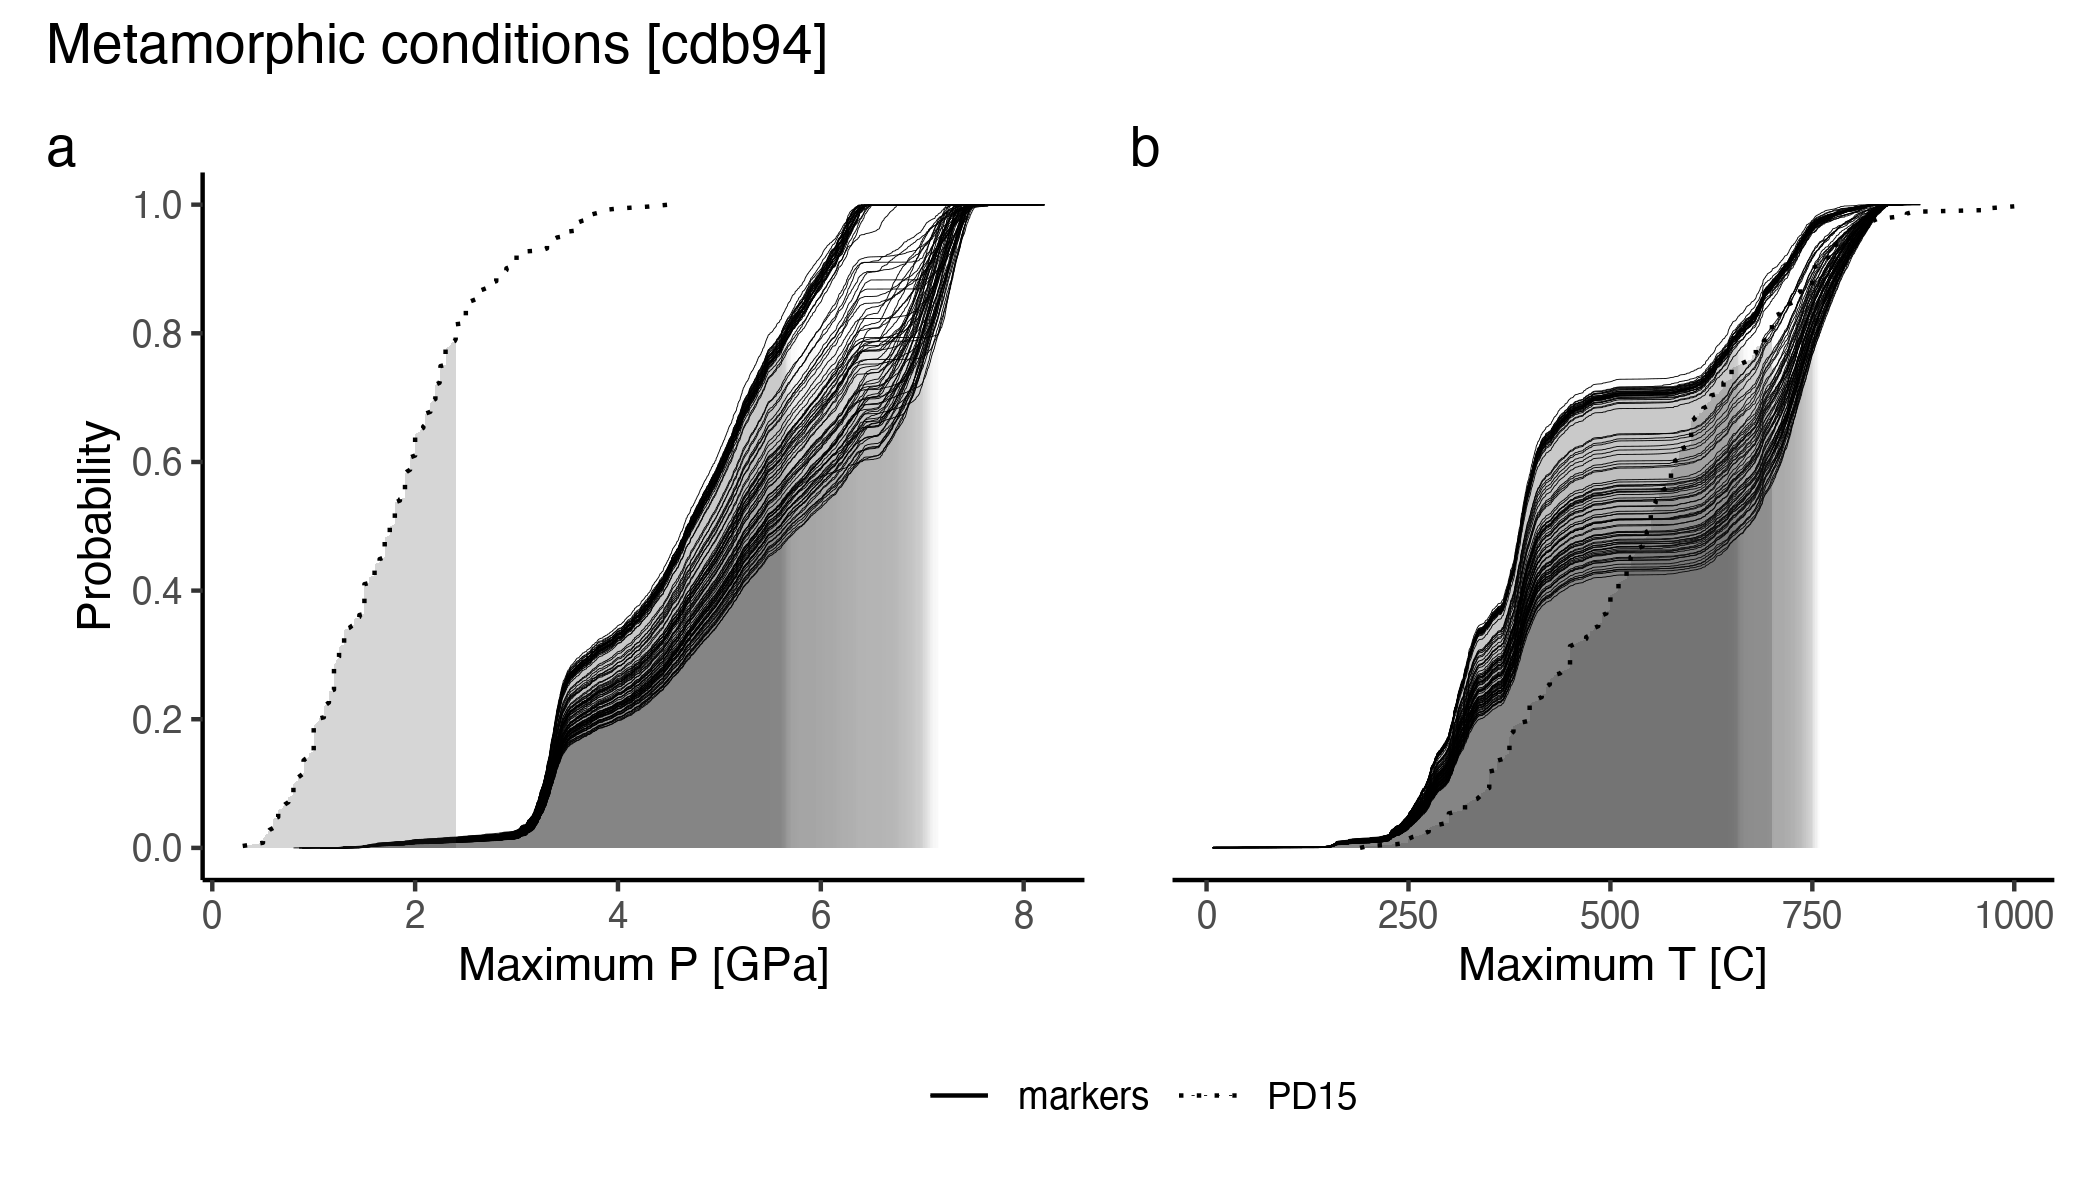 Metamorphic conditions [cdb94]
a
b
Probability
1.0
0.8
0.6
0.4
0.2
0.0
0 2 4 6 8
0 250 500 750 1000
Maximum P [GPa]
Maximum T [C]
markers PD15